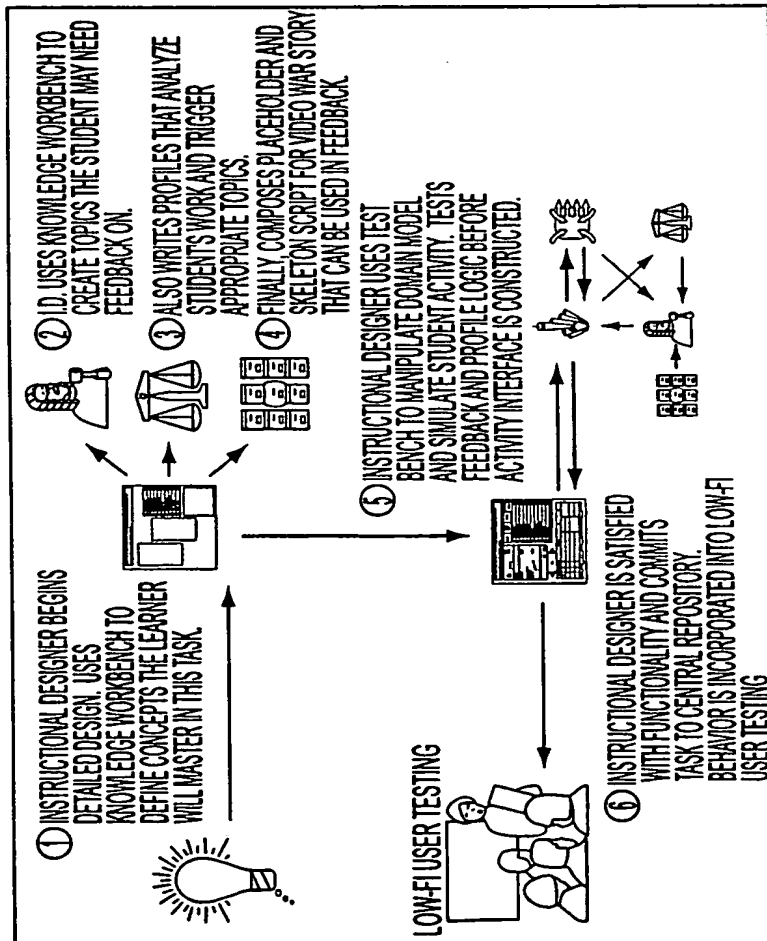 ① INSTRUCTIONAL DESIGNER BEGINS
DETAILED DESIGN. USES
KNOWLEDGE WORKBENCH TO
DEFINE CONCEPTS THE LEARNER
WILL MASTER IN THIS TASK.
② I.D. USES KNOWLEDGE WORKBENCH TO
CREATE TOPICS THE STUDENT MAY NEED
FEEDBACK ON.
③ ALSO WRITES PROFILES THAT ANALYZE
STUDENTS WORK AND TRIGGER
APPROPRIATE TOPICS.
④ FINALLY, COMPOSES PLACEHOLDER AND
SKELETON SCRIPT FOR VIDEO WAR STORY
THAT CAN BE USED IN FEEDBACK.
⑤ INSTRUCTIONAL DESIGNER USES TEST
BENCH TO MANIPULATE DOMAIN MODEL
AND SIMULATE STUDENT ACTIVITY. TESTS
FEEDBACK AND PROFILE LOGIC BEFORE
ACTIVITY INTERFACE IS CONSTRUCTED.
LOW-FI USER TESTING
⑥ INSTRUCTIONAL DESIGNER IS SATISFIED
WITH FUNCTIONALITY AND COMMITS
TASK TO CENTRAL REPOSITORY.
BEHAVIOR IS INCORPORATED INTO LOW-FI
USER TESTING